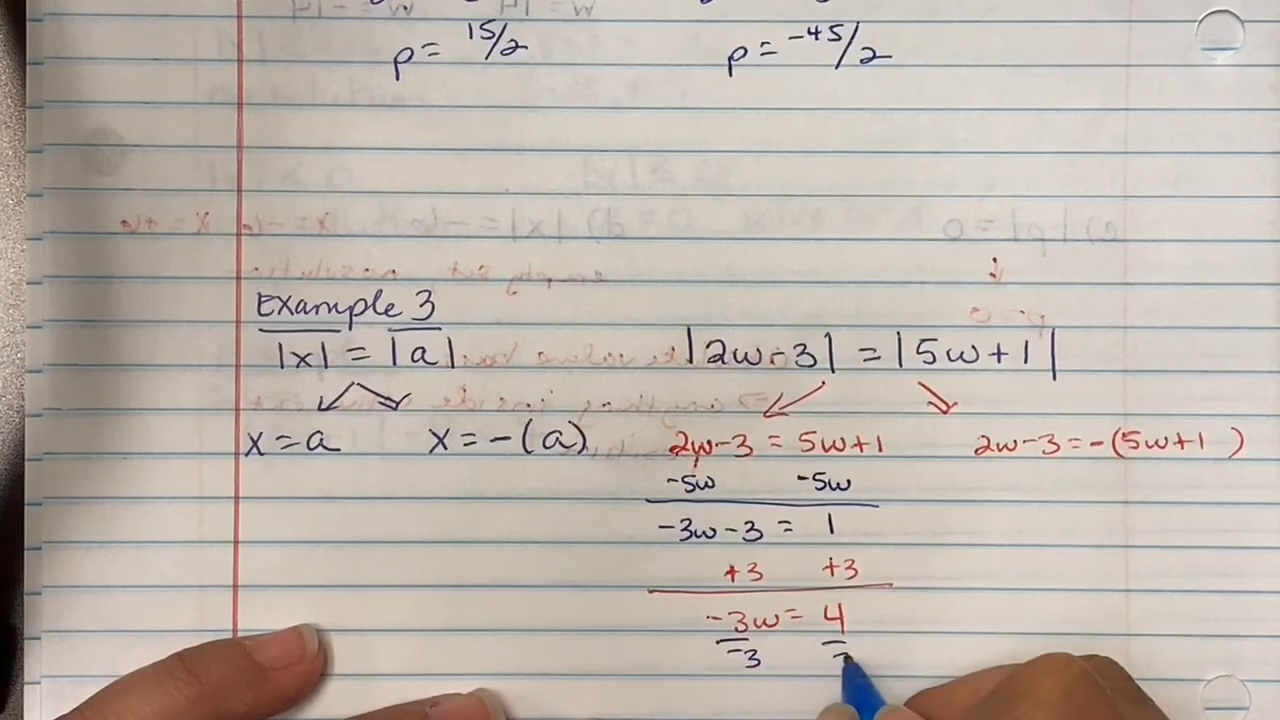 p = 15/2 p = -45/2
Example 3
|x| = |a| |2w-3| = |5w+1|
x = a x = -(a) 2w-3 = 5w+1 2w-3 = -(5w+1)
-5w -5w
-3w-3 = 1
+3 +3
-3w = 4
-3